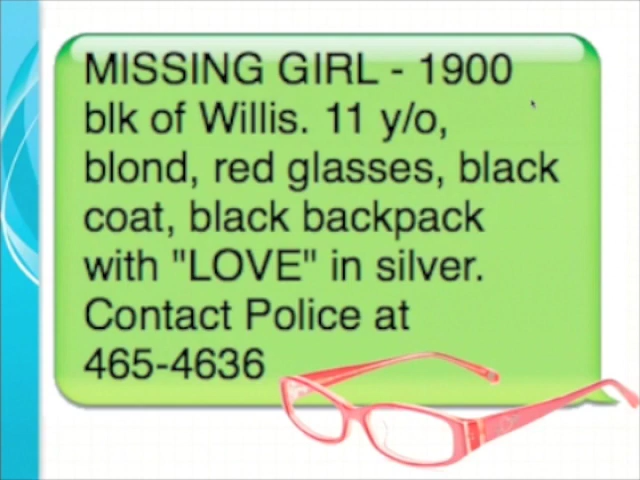 MISSING GIRL - 1900
blk of Willis. 11 y/o,
blond, red glasses, black
coat, black backpack
with "LOVE" in silver.
Contact Police at
465-4636